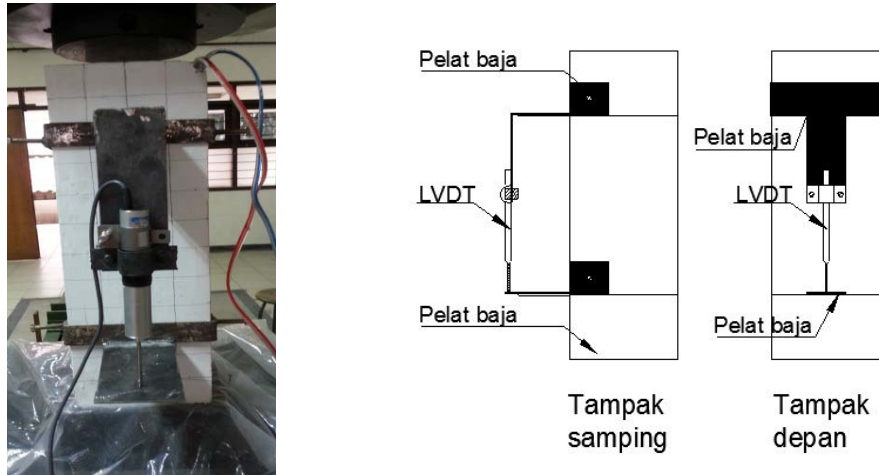 Pelat baja
Pelat baja
LVDT
LVDT
Pelat baja
Pelat baja
Tampak
samping
Tampak
depan